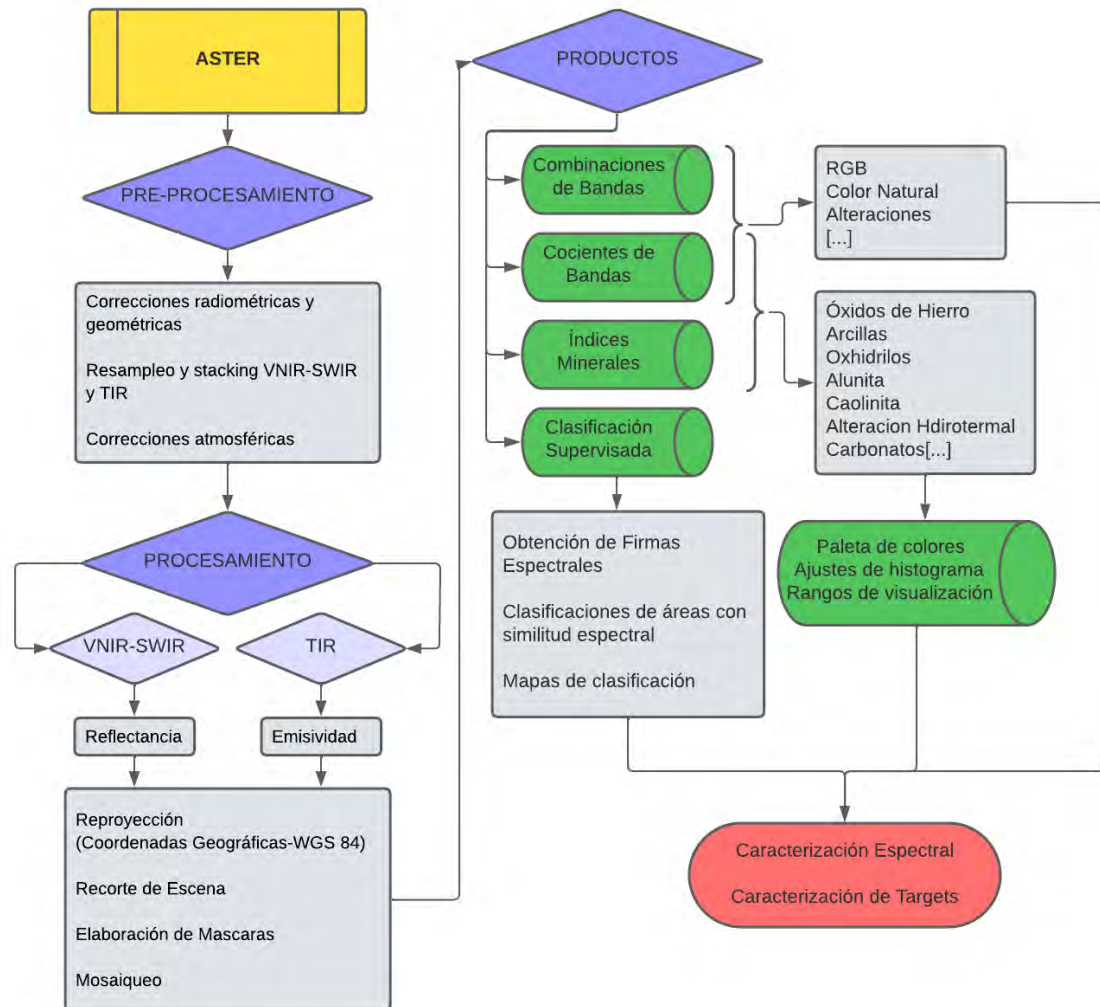 ASTER
PRE-PROCESAMIENTO
Correcciones radiométricas y
geométricas
Resampleo y stacking VNIR-SWIR
y TIR
Correcciones atmosféricas
PROCESAMIENTO
VNIR-SWIR
TIR
Reflectancia
Emisividad
Reproyección
(Coordenadas Geográficas-WGS 84)
Recorte de Escena
Elaboración de Mascaras
Mosaiqueo
PRODUCTOS
Combinaciones
de Bandas
Cocientes de
Bandas
Índices
Minerales
Clasificación
Supervisada
RGB
Color Natural
Alteraciones
[...]
Óxidos de Hierro
Arcillas
Oxhidrilos
Alunita
Caolinita
Alteracion Hdirotermal
Carbonatos[...]
Obtención de Firmas
Espectrales
Clasificaciones de áreas con
similitud espectral
Mapas de clasificación
Paleta de colores
Ajustes de histograma
Rangos de visualización
Caracterización Espectral
Caracterización de Targets